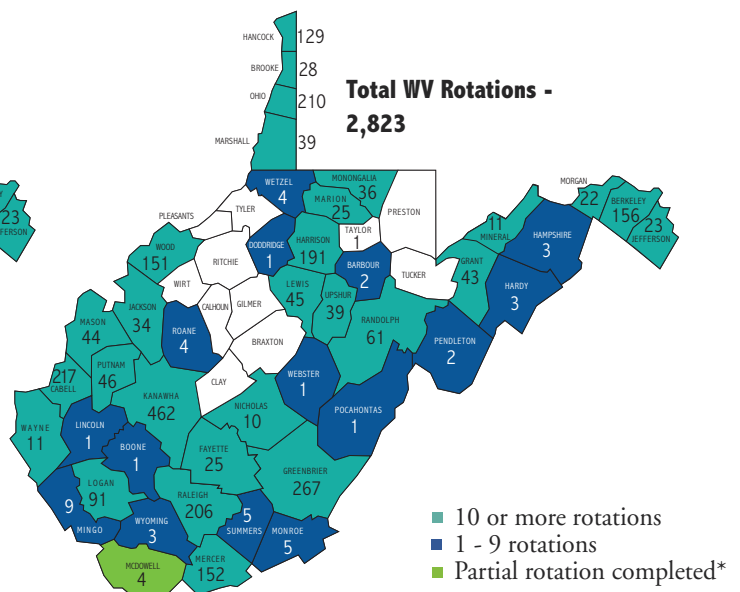 HANCOCK 129
BROOKE 28
OHIO 210
Total WV Rotations -
2,823
MARSHALL 39
WETZEL
4
MONONGALIA
36
MARION
25
PRESTON
MORGAN
22
BERKELEY
156
23
JEFFERSON
23
FERSON
TYLER
PLEASANTS
TAYLOR
1
11
MINERAL
HAMPSHIRE
3
WOOD
151
RITCHIE
DODDRIDGE
1
HARRISON
191
BARBOUR
2
TUCKER
GRANT
43
HARDY
3
WIRT
LEWIS
45
UPSHUR
39
JACKSON
34
CALHOUN
GILMER
RANDOLPH
61
MASON
44
ROANE
4
BRAXTON
PENDLETON
2
PUTNAM
46
217
CABELL
CLAY
WEBSTER
1
KANAWHA
462
NICHOLAS
10
POCAHONTAS
1
WAYNE
11
LINCOLN
1
BOONE
1
FAYETTE
25
GREENBRIER
267
LOGAN
91
RALEIGH
206
9
MINGO
WYOMING
3
5
SUMMERS
MONROE
5
MCDOWELL
4
MERCER
152
10 or more rotations
1 - 9 rotations
Partial rotation completed*